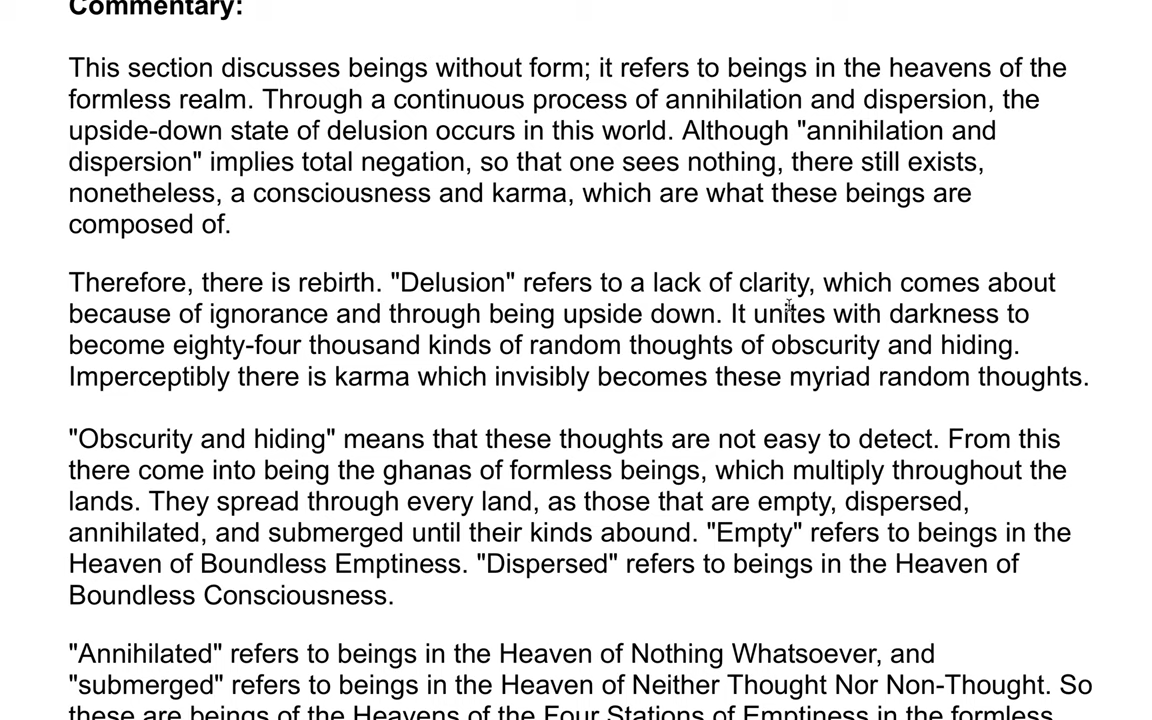 Commentary:
This section discusses beings without form; it refers to beings in the heavens of the
formless realm. Through a continuous process of annihilation and dispersion, the
upside-down state of delusion occurs in this world. Although "annihilation and
dispersion" implies total negation, so that one sees nothing, there still exists,
nonetheless, a consciousness and karma, which are what these beings are
composed of.
Therefore, there is rebirth. "Delusion" refers to a lack of clarity, which comes about
because of ignorance and through being upside down. It unites with darkness to
become eighty-four thousand kinds of random thoughts of obscurity and hiding.
Imperceptibly there is karma which invisibly becomes these myriad random thoughts.
"Obscurity and hiding" means that these thoughts are not easy to detect. From this
there come into being the ghanas of formless beings, which multiply throughout the
lands. They spread through every land, as those that are empty, dispersed,
annihilated, and submerged until their kinds abound. "Empty" refers to beings in the
Heaven of Boundless Emptiness. "Dispersed" refers to beings in the Heaven of
Boundless Consciousness.
"Annihilated" refers to beings in the Heaven of Nothing Whatsoever, and
"submerged" refers to beings in the Heaven of Neither Thought Nor Non-Thought. So
these are beings of the Heavens of the Four Stations of Emptiness in the formless